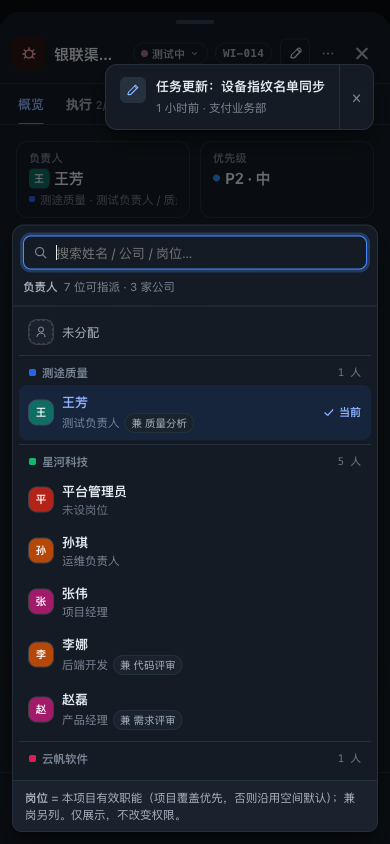 银联渠...
测试中
WI-014
···
任务更新：设备指纹名单同步
1 小时前 · 支付业务部
概览
执行 2/
负责人
王 王芳
测途质量 · 测试负责人 / 质
优先级
P2 · 中
搜索姓名 / 公司 / 岗位...
负责人 7 位可指派 · 3 家公司
未分配
测途质量 1 人
王 王芳
测试负责人 兼 质量分析
当前
星河科技 5 人
平 平台管理员
未设岗位
孙 孙琪
运维负责人
张 张伟
项目经理
李 李娜
后端开发 兼 代码评审
赵 赵磊
产品经理 兼 需求评审
云帆软件 1 人
岗位 = 本项目有效职能（项目覆盖优先，否则沿用空间默认）；兼
岗另列。仅展示，不改变权限。